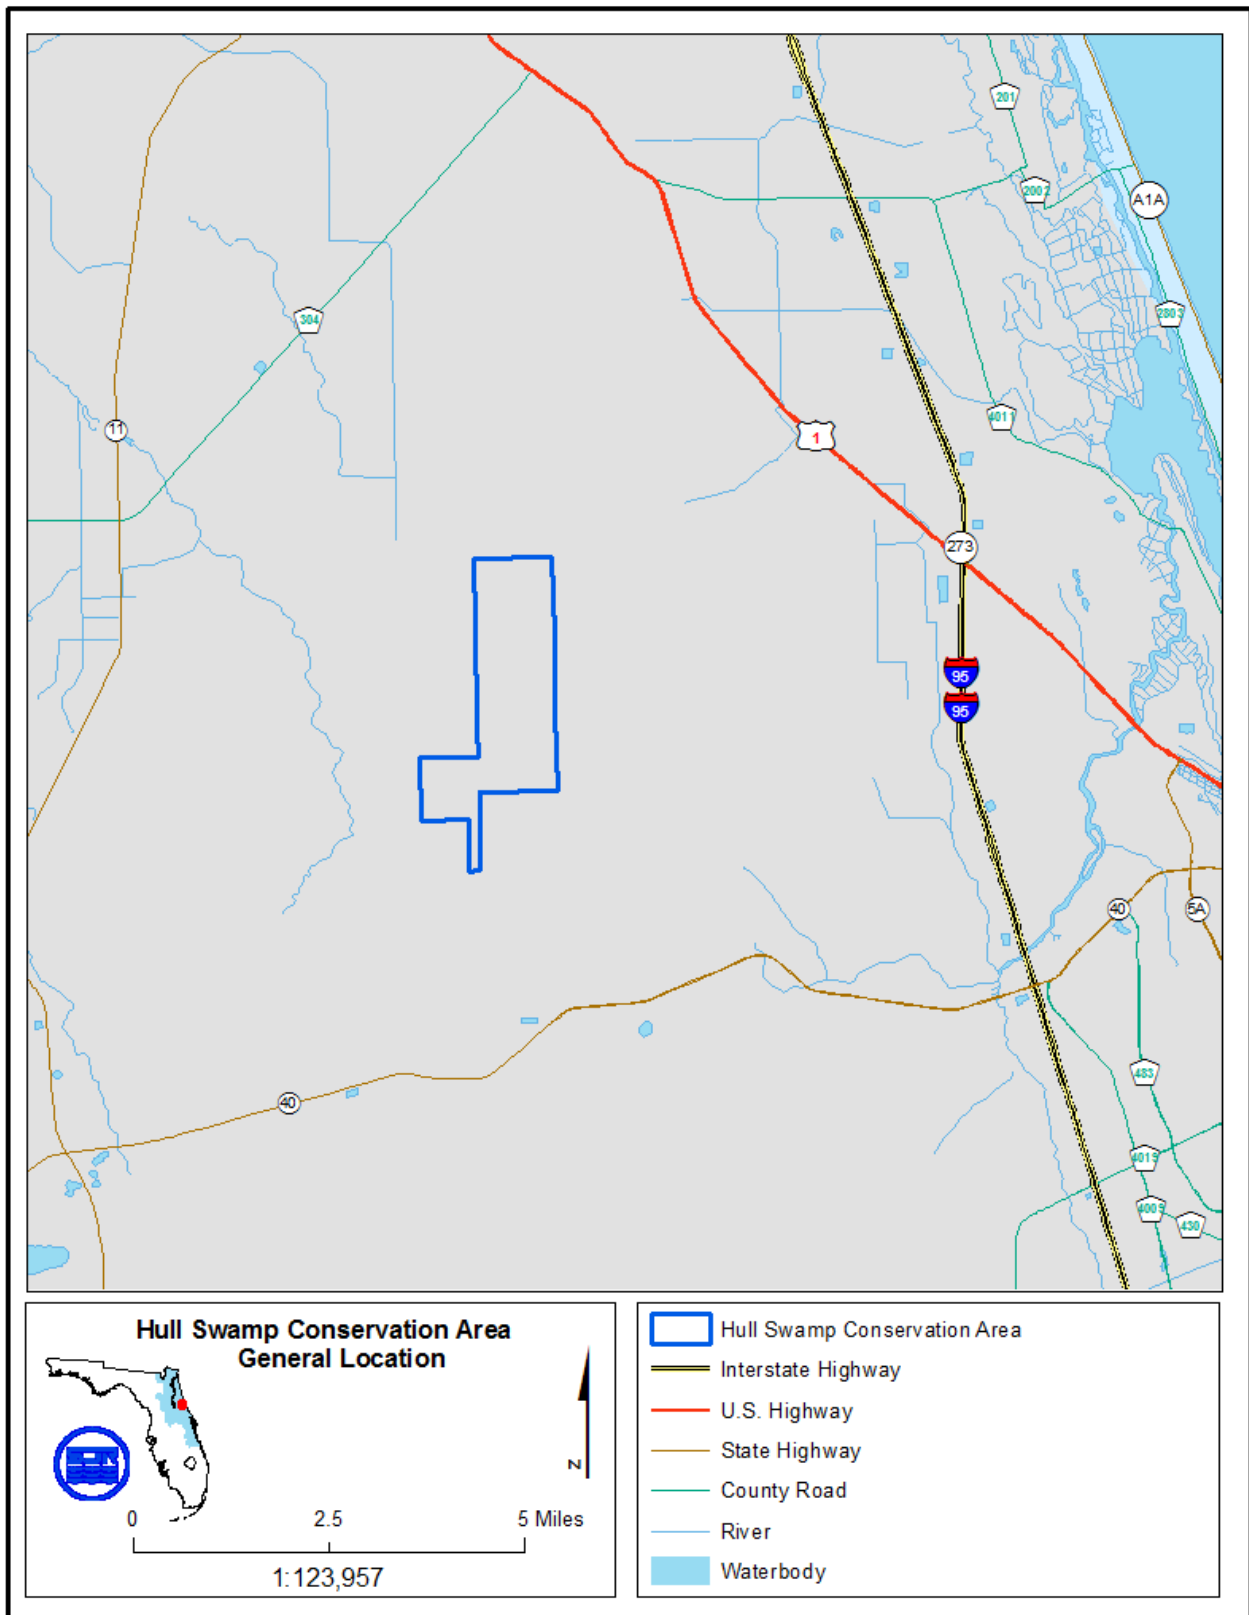 201
2002
A1A
304
2803
11
4011
1
273
95
95
40
5A
483
40
4019
4009
430
Hull Swamp Conservation Area
General Location
N
0 2.5 5 Miles
1:123,957
Hull Swamp Conservation Area
Interstate Highway
U.S. Highway
State Highway
County Road
River
Waterbody